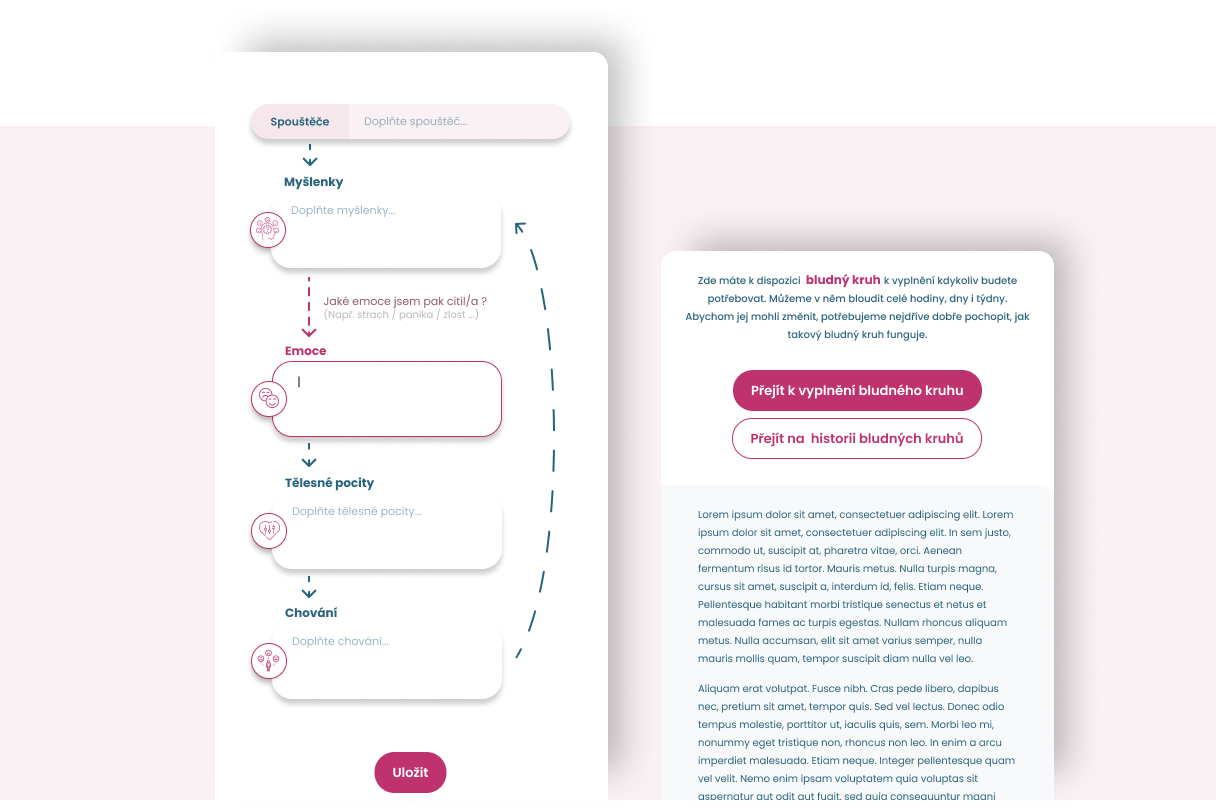 Spouštěče
Doplňte spouštěč...
Myšlenky
Doplňte myšlenky...
Jaké emoce jsem pak cítil/a ?
(Např. strach / panika / zlost ...)
Emoce
Tělesné pocity
Doplňte tělesné pocity...
Chování
Doplňte chování...
Uložit
Zde máte k dispozici bludný kruh k vyplnění kdykoliv budete
potřebovat. Můžeme v něm bloudit celé hodiny, dny i týdny.
Abychom jej mohli změnit, potřebujeme nejdříve dobře pochopit, jak
takový bludný kruh funguje.
Přejít k vyplnění bludného kruhu
Přejít na historii bludných kruhů
Lorem ipsum dolor sit amet, consectetuer adipiscing elit. Lorem
ipsum dolor sit amet, consectetuer adipiscing elit. In sem justo,
commodo ut, suscipit at, pharetra vitae, orci. Aenean
fermentum risus id tortor. Mauris metus. Nulla turpis magna,
cursus sit amet, suscipit a, interdum id, felis. Etiam neque.
Pellentesque habitant morbi tristique senectus et netus et
malesuada fames ac turpis egestas. Nullam rhoncus aliquam
metus. Nulla accumsan, elit sit amet varius semper, nulla
mauris mollis quam, tempor suscipit diam nulla vel leo.
Aliquam erat volutpat. Fusce nibh. Cras pede libero, dapibus
nec, pretium sit amet, tempor quis. Sed vel lectus. Donec odio
tempus molestie, porttitor ut, iaculis quis, sem. Morbi leo mi,
nonummy eget tristique non, rhoncus non leo. In enim a arcu
imperdiet malesuada. Etiam neque. Integer pellentesque quam
vel velit. Nemo enim ipsam voluptatem quia voluptas sit
aspernatur aut odit aut fugit, sed quia consequuntur magni